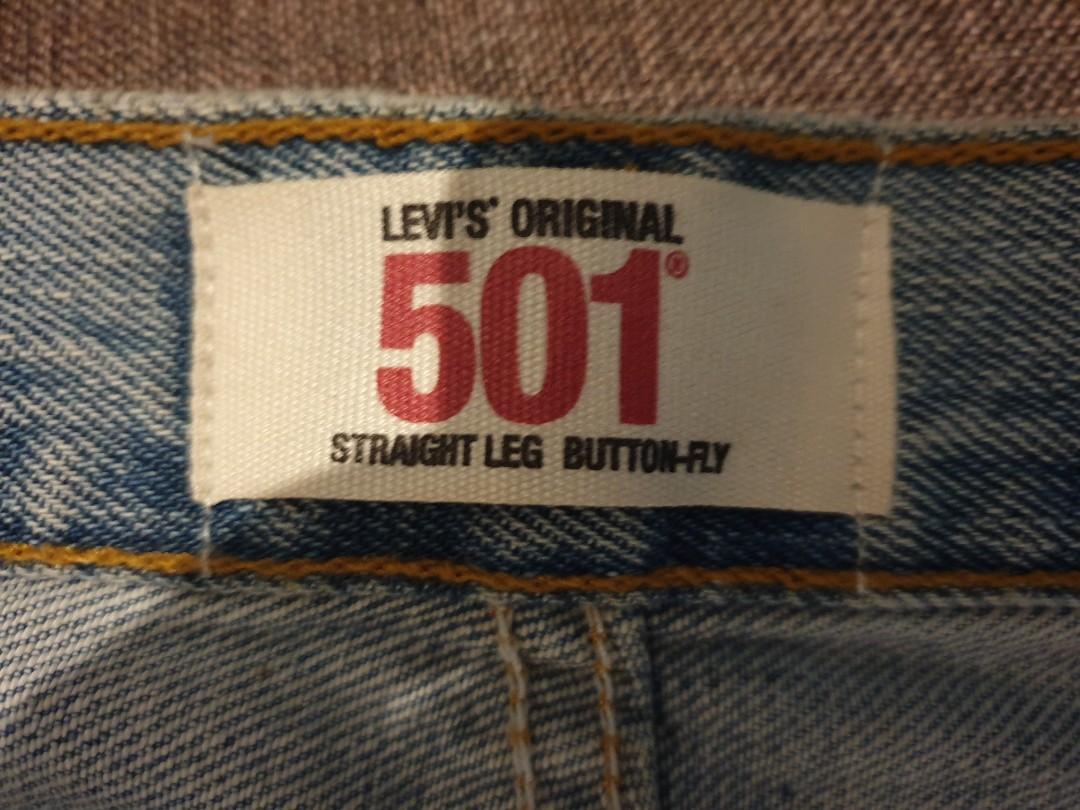 LEVI'S® ORIGINAL
501®
STRAIGHT LEG BUTTON-FLY